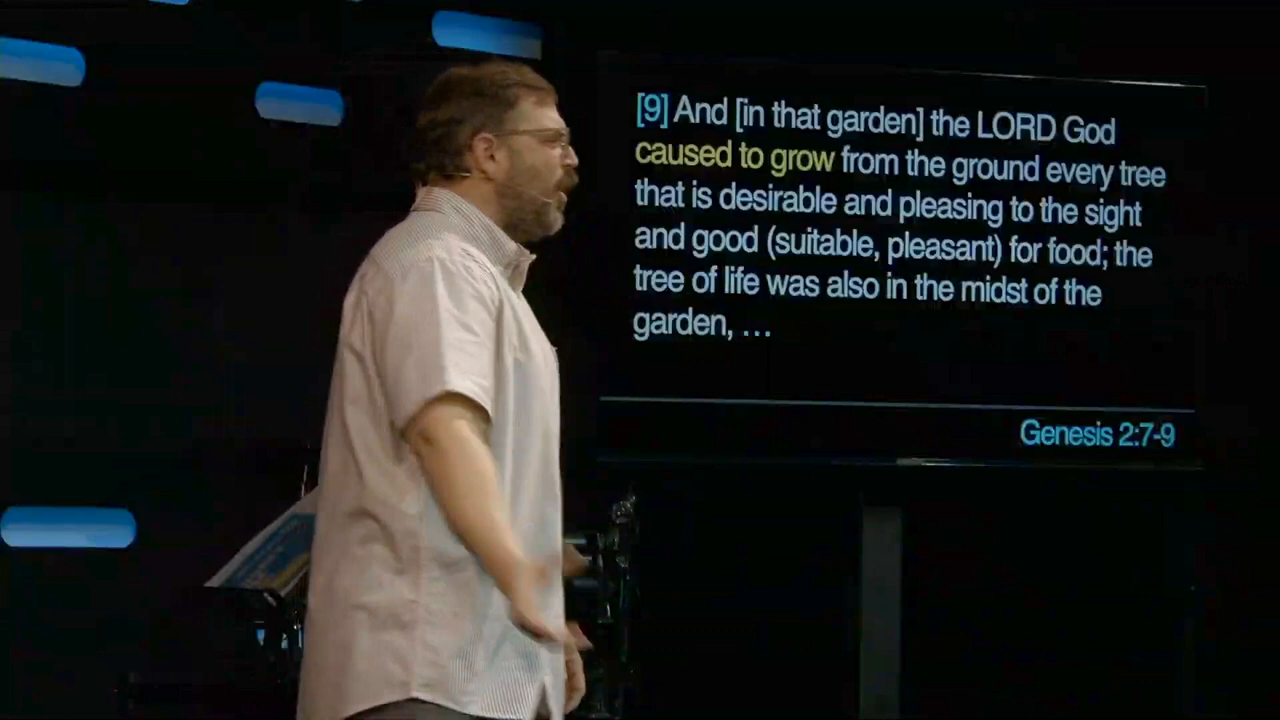 [9] And [in that garden] the LORD God
caused to grow from the ground every tree
that is desirable and pleasing to the sight
and good (suitable, pleasant) for food; the
tree of life was also in the midst of the
garden, …
Genesis 2:7-9